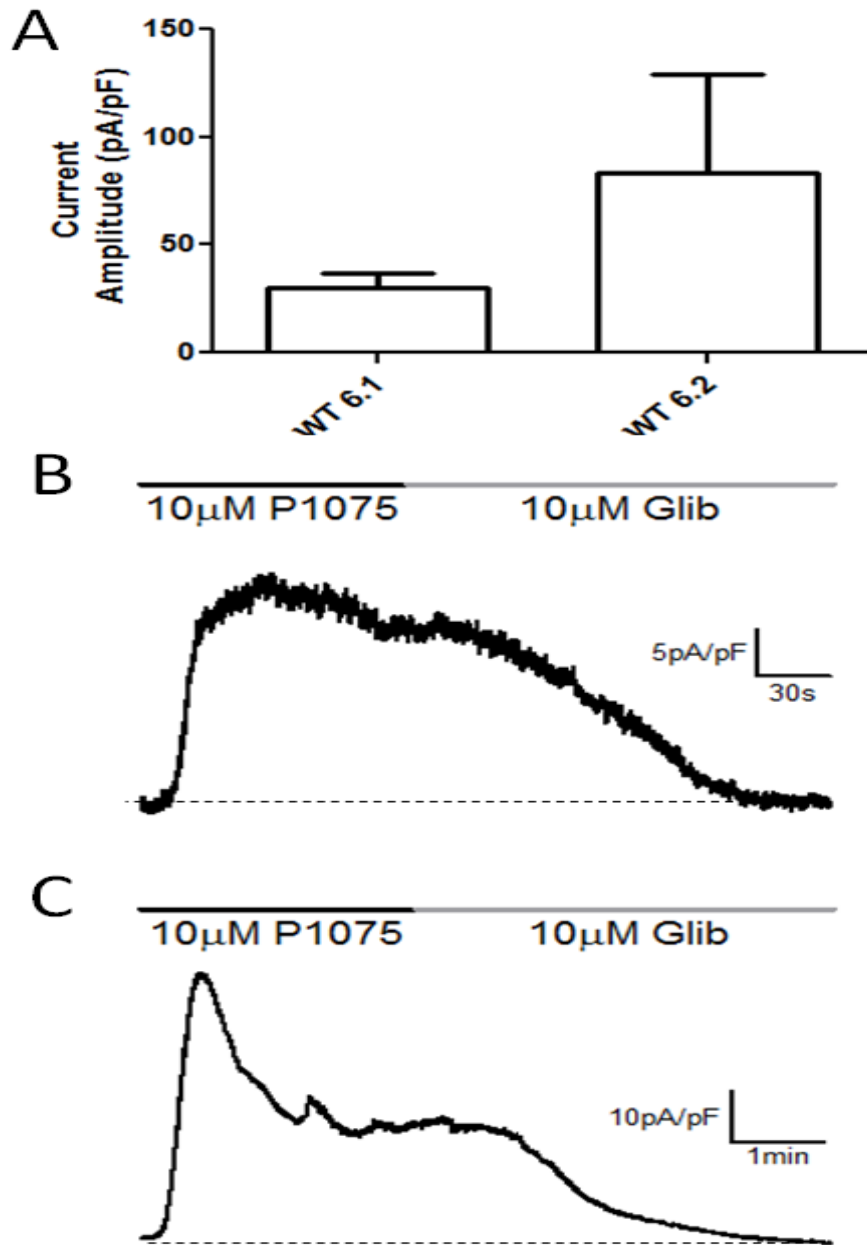 A
150
100
50
0
Current
Amplitude (pA/pF)
WT 6.1
WT 6.2
B
10μM P1075 10μM Glib
5pA/pF
30s
C
10μM P1075 10μM Glib
10pA/pF
1min